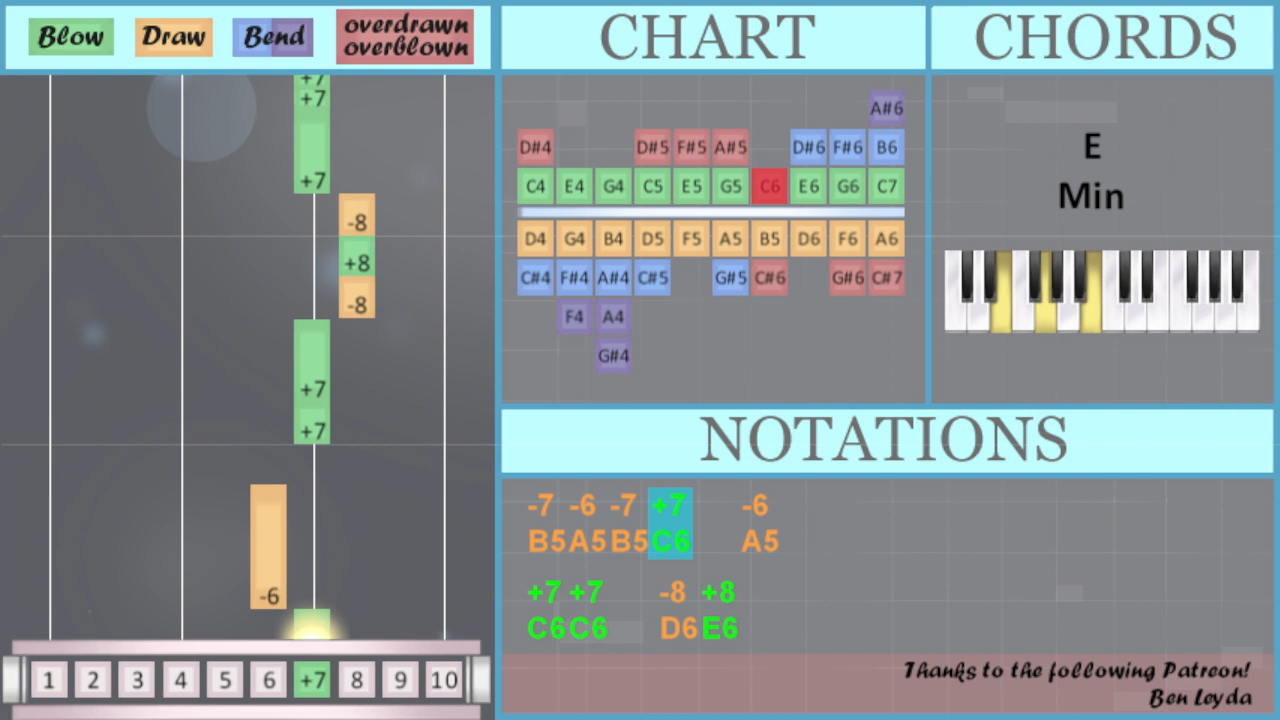 Blow Draw Bend overdrawn overblown
CHART
CHORDS
+7
+7
+7
-8
+8
-8
+7
+7
-6
1 2 3 4 5 6 +7 8 9 10
A#6
D#4 D#5 F#5 A#5 D#6 F#6 B6
C4 E4 G4 C5 E5 G5 C6 E6 G6 C7
D4 G4 B4 D5 F5 A5 B5 D6 F6 A6
C#4 F#4 A#4 C#5 G#5 C#6 G#6 C#7
F4 A4
G#4
E
Min
NOTATIONS
-7 -6 -7 +7 -6
B5 A5 B5 C6 A5
+7 +7 -8 +8
C6 C6 D6 E6
Thanks to the following Patreon!
Ben Leyda